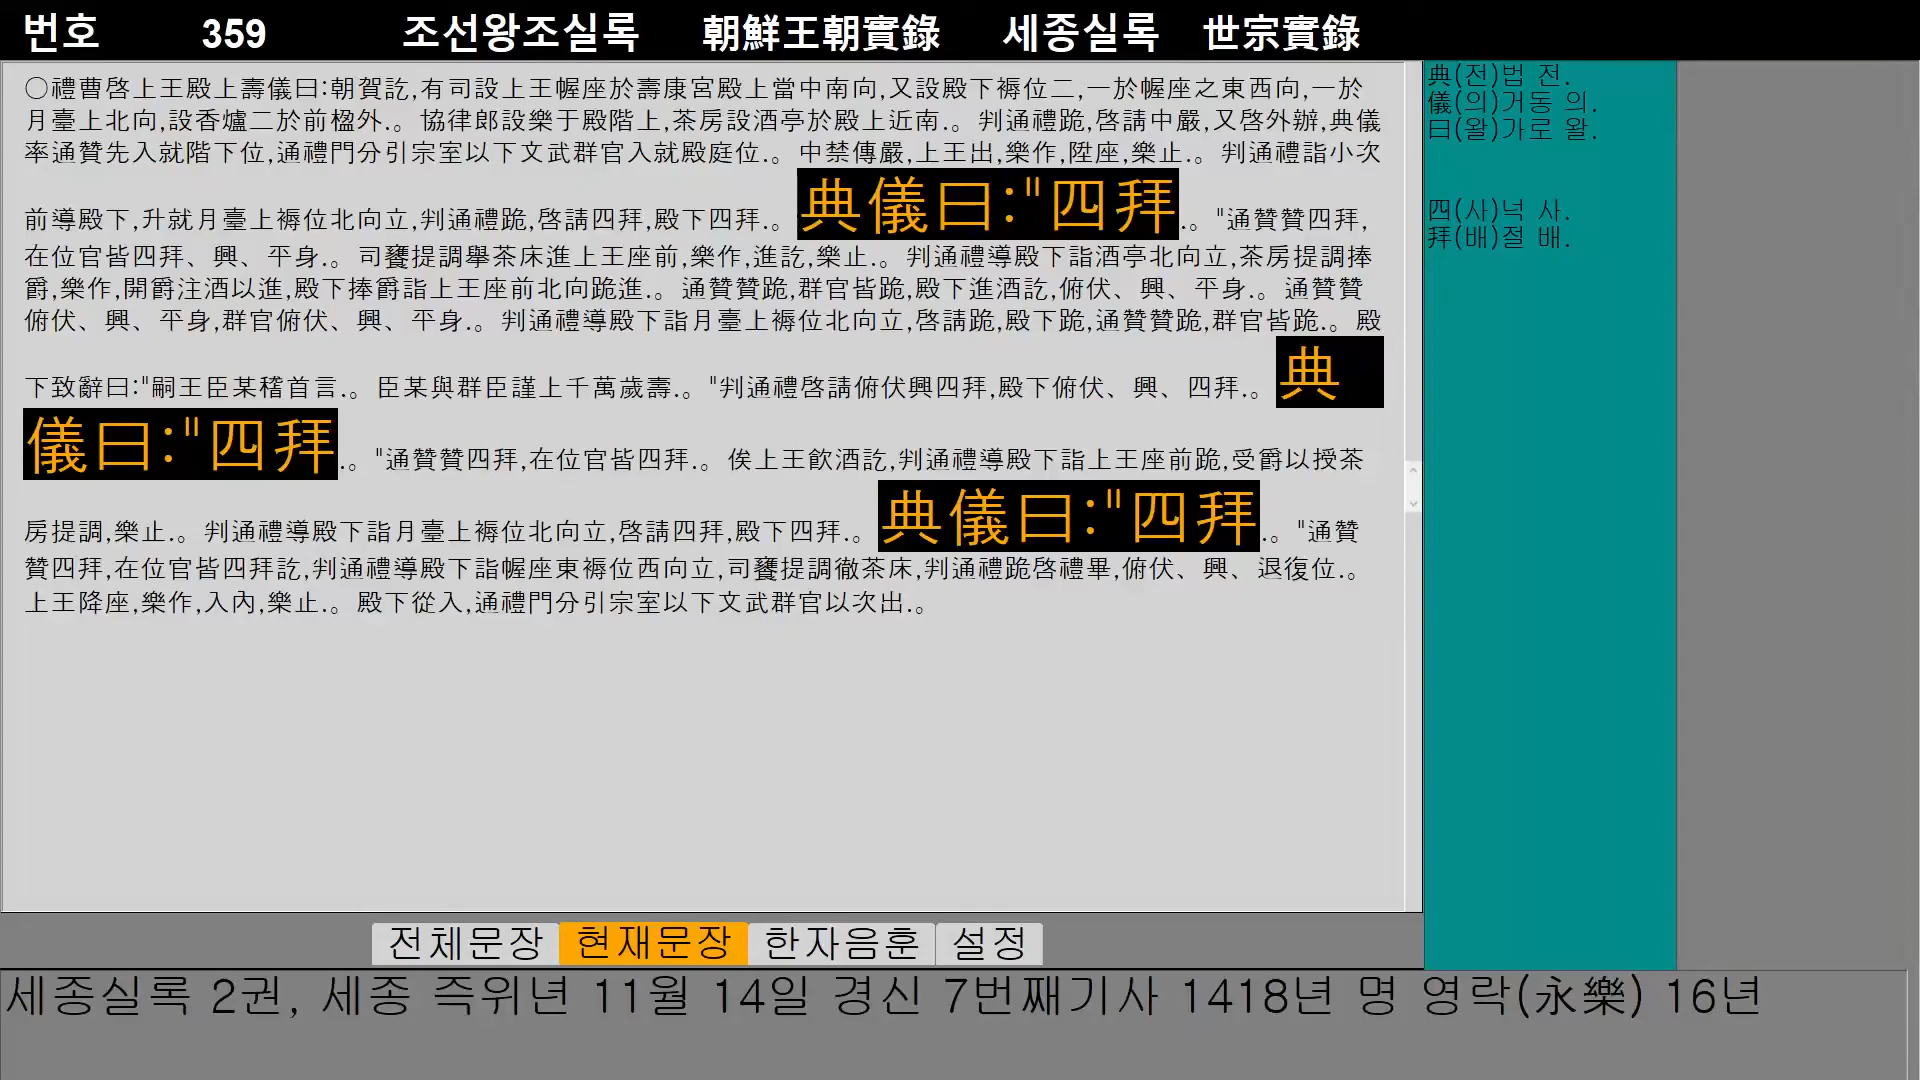 번호 359 조선왕조실록 朝鮮王朝實錄 세종실록 世宗實錄
〇禮曹啓上王殿上壽儀曰:朝賀訖,有司設上王幄座於壽康宮殿上當中南向,又設殿下褥位二,一於幄座之東西向,一於
月臺上北向,設香爐二於前楹外.。協律郎設樂于殿階上,茶房設酒亭於殿上近南.。判通禮跪,啓請中嚴,又啓外辦,典儀
率通贊先入就階下位,通禮門分引宗室以下文武群官入就殿庭位.。中禁傳嚴,上王出,樂作,陞座,樂止.。判通禮詣小次
前導殿下,升就月臺上褥位北向立,判通禮跪,啓請四拜,殿下四拜.。典儀曰:"四拜.。"通贊贊四拜,
在位官皆四拜、興、平身.。司饔提調擧茶床進上王座前,樂作,進訖,樂止.。判通禮導殿下詣酒亭北向立,茶房提調捧
爵,樂作,開爵注酒以進,殿下捧爵詣上王座前北向跪進.。通贊贊跪,群官皆跪,殿下進酒訖,俯伏、興、平身.。通贊贊
俯伏、興、平身,群官俯伏、興、平身.。判通禮導殿下詣月臺上褥位北向立,啓請跪,殿下跪,通贊贊跪,群官皆跪.。殿
下致辭曰:"嗣王臣某稽首言.。臣某與群臣謹上千萬歲壽.。"判通禮啓請俯伏興四拜,殿下俯伏、興、四拜.。典
儀曰:"四拜.。"通贊贊四拜,在位官皆四拜.。俟上王飮酒訖,判通禮導殿下詣上王座前跪,受爵以授茶
房提調,樂止.。判通禮導殿下詣月臺上褥位北向立,啓請四拜,殿下四拜.。典儀曰:"四拜.。"通贊
贊四拜,在位官皆四拜訖,判通禮導殿下詣幄座東褥位西向立,司饔提調徹茶床,判通禮跪啓禮畢,俯伏、興、退復位.。
上王降座,樂作,入內,樂止.。殿下從入,通禮門分引宗室以下文武群官以次出.。
典(전)법 전.
儀(의)거동 의.
曰(왈)가로 왈.
四(사)넉 사.
拜(배)절 배.
전체문장 현재문장 한자음훈 설정
세종실록 2권, 세종 즉위년 11월 14일 경신 7번째기사 1418년 명 영락(永樂) 16년